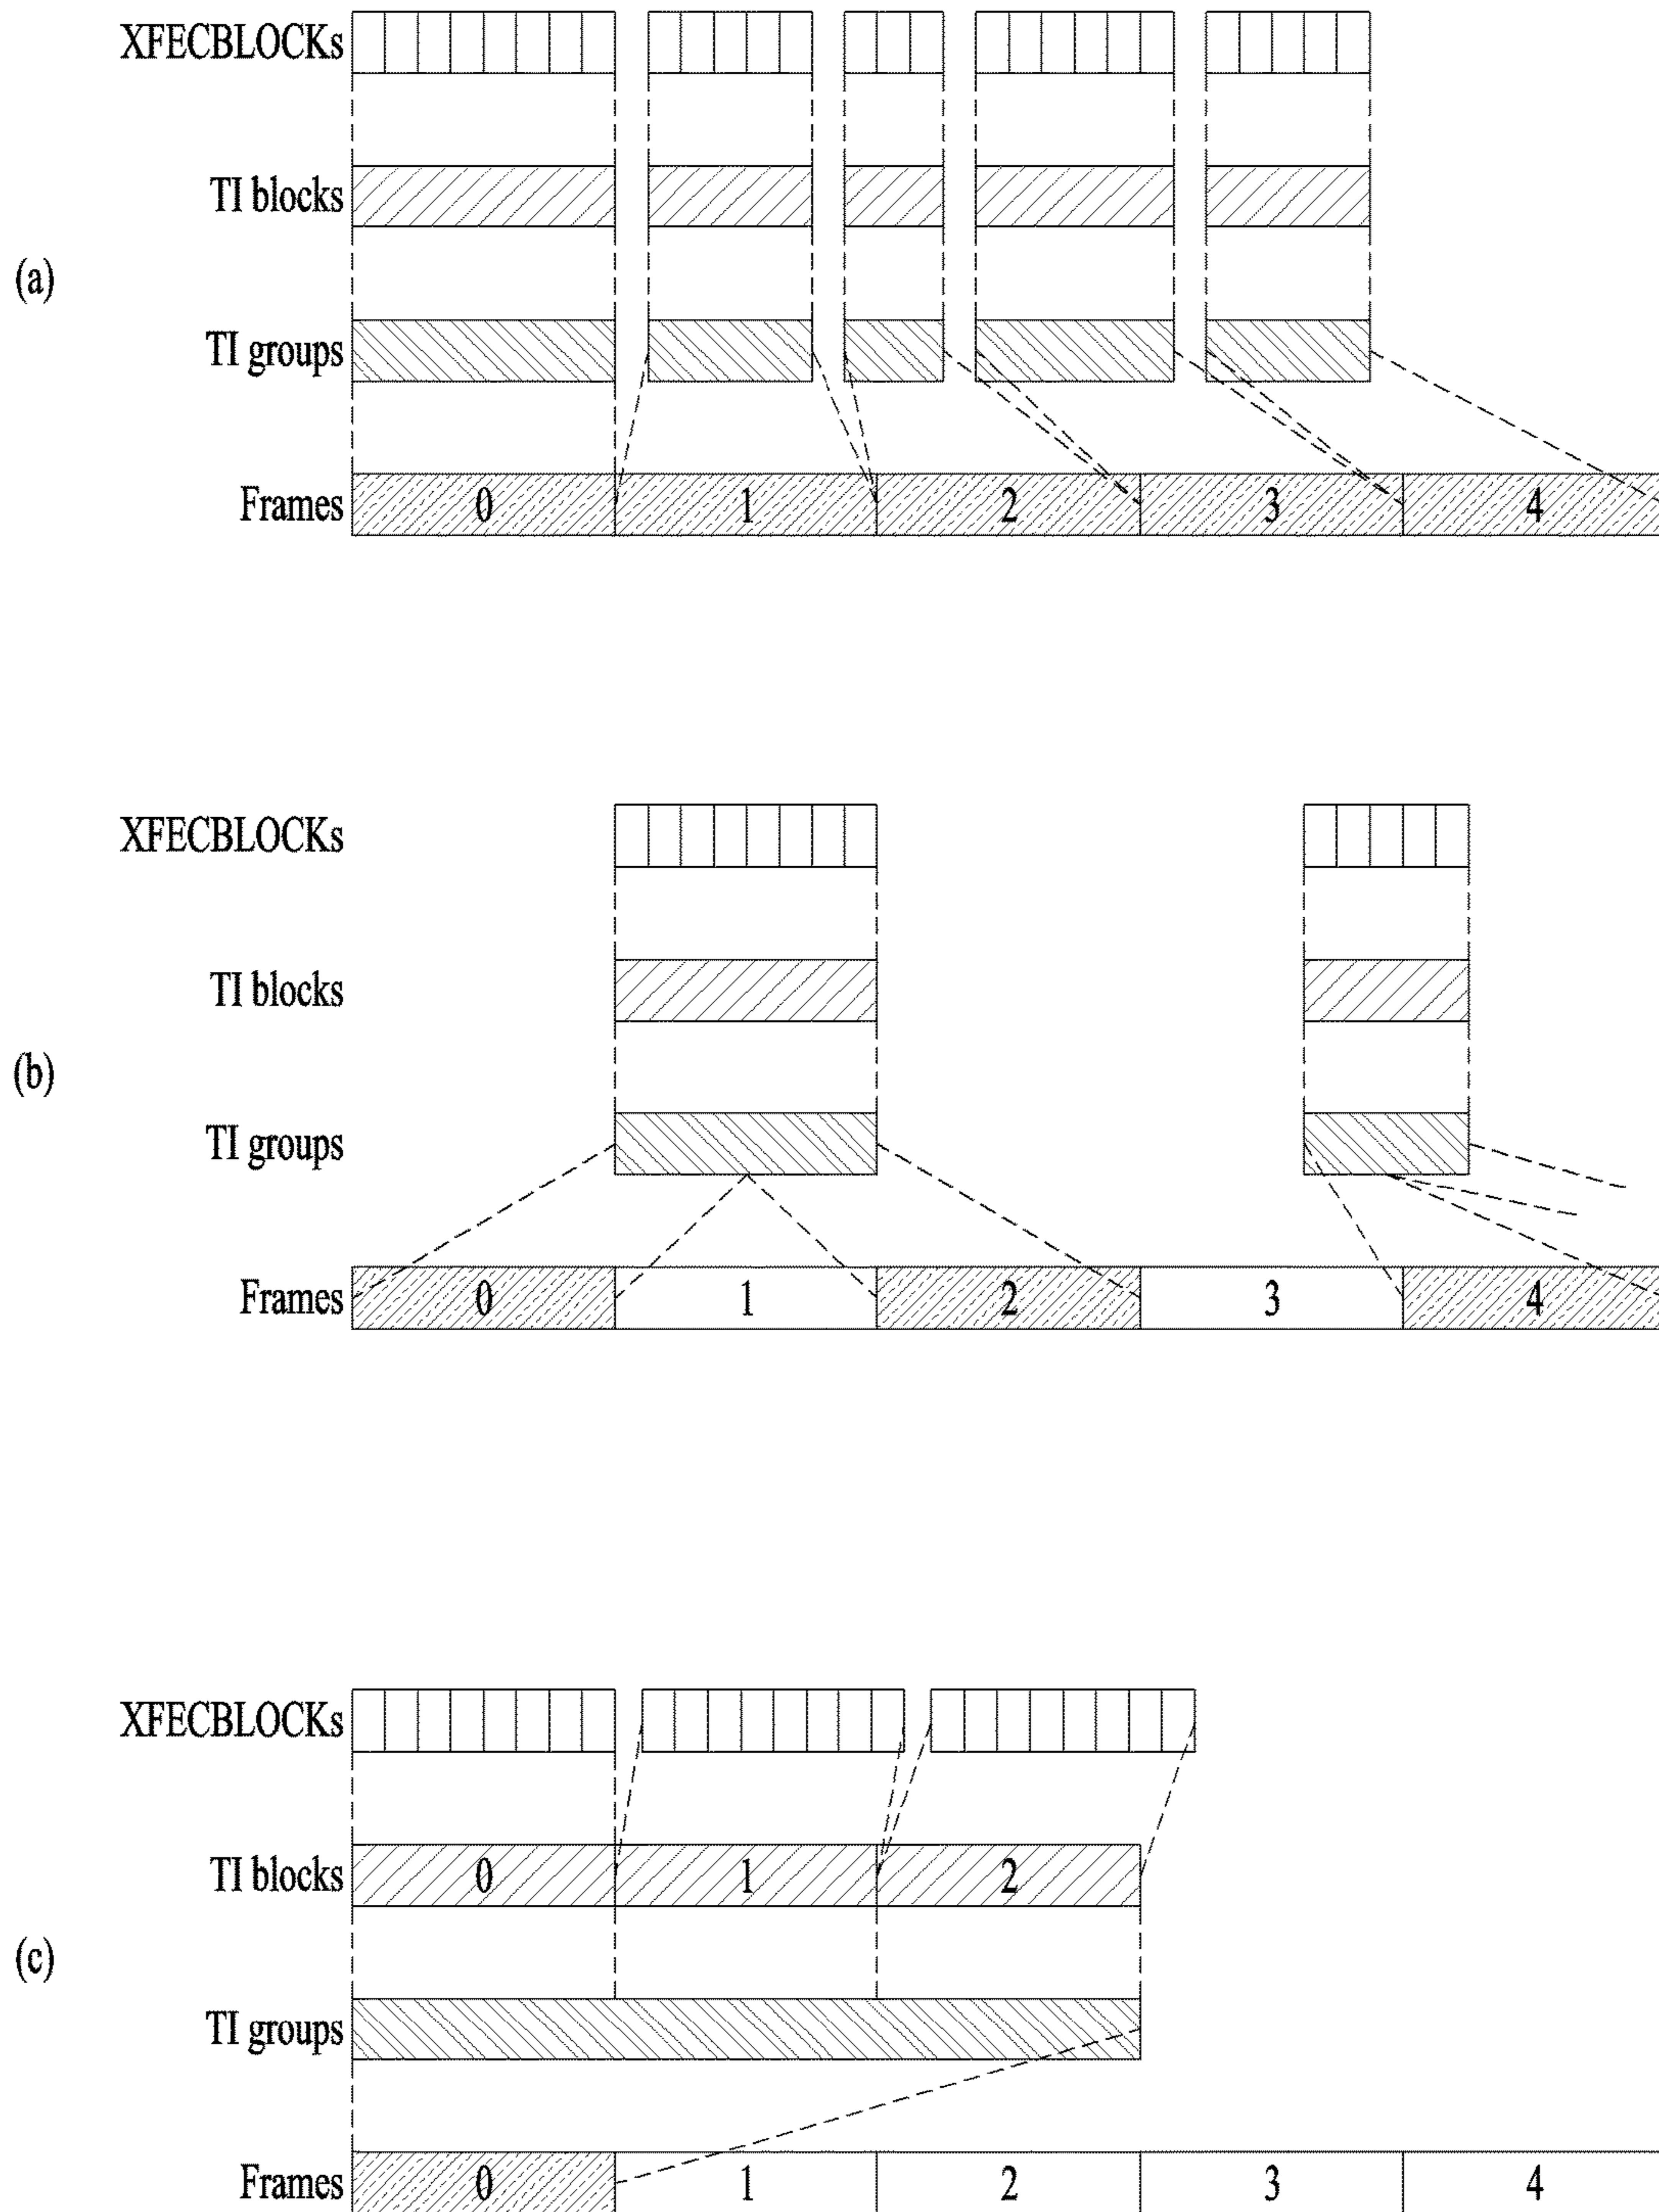 XFECBLOCKs
TI blocks
(a)
TI groups
Frames 0 1 2 3 4
XFECBLOCKs
TI blocks
(b)
TI groups
Frames 0 1 2 3 4
XFECBLOCKs
TI blocks 0 1 2
(c)
TI groups
Frames 0 1 2 3 4